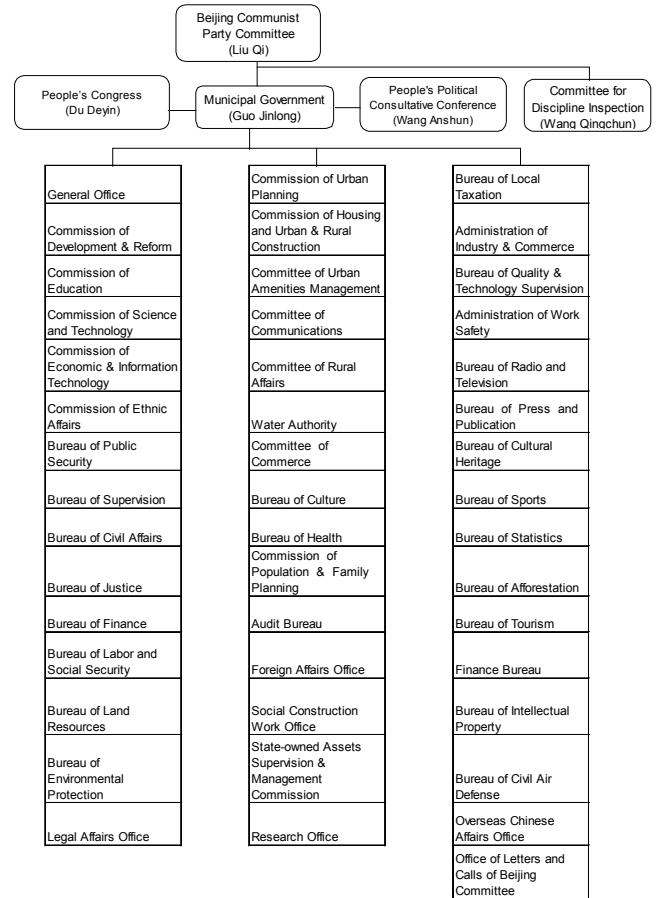 Beijing Communist
Party Committee
(Liu Qi)
People's Congress
(Du Deyin)
Municipal Government
(Guo Jinlong)
People's Political
Consultative Conference
(Wang Anshun)
Committee for
Discipline Inspection
(Wang Qingchun)
General Office
Commission of
Development & Reform
Commission of
Education
Commission of Science
and Technology
Commission of
Economic & Information
Technology
Commission of Ethnic
Affairs
Bureau of Public
Security
Bureau of Supervision
Bureau of Civil Affairs
Bureau of Justice
Bureau of Finance
Bureau of Labor and
Social Security
Bureau of Land
Resources
Bureau of
Environmental
Protection
Legal Affairs Office
Commission of Urban
Planning
Commission of Housing
and Urban & Rural
Construction
Committee of Urban
Amenities Management
Committee of
Communications
Committee of Rural
Affairs
Water Authority
Committee of
Commerce
Bureau of Culture
Bureau of Health
Commission of
Population & Family
Planning
Audit Bureau
Foreign Affairs Office
Social Construction
Work Office
State-owned Assets
Supervision &
Management
Commission
Research Office
Bureau of Local
Taxation
Administration of
Industry & Commerce
Bureau of Quality &
Technology Supervision
Administration of Work
Safety
Bureau of Radio and
Television
Bureau of Press and
Publication
Bureau of Cultural
Heritage
Bureau of Sports
Bureau of Statistics
Bureau of Afforestation
Bureau of Tourism
Finance Bureau
Bureau of Intellectual
Property
Bureau of Civil Air
Defense
Overseas Chinese
Affairs Office
Office of Letters and
Calls of Beijing
Committee